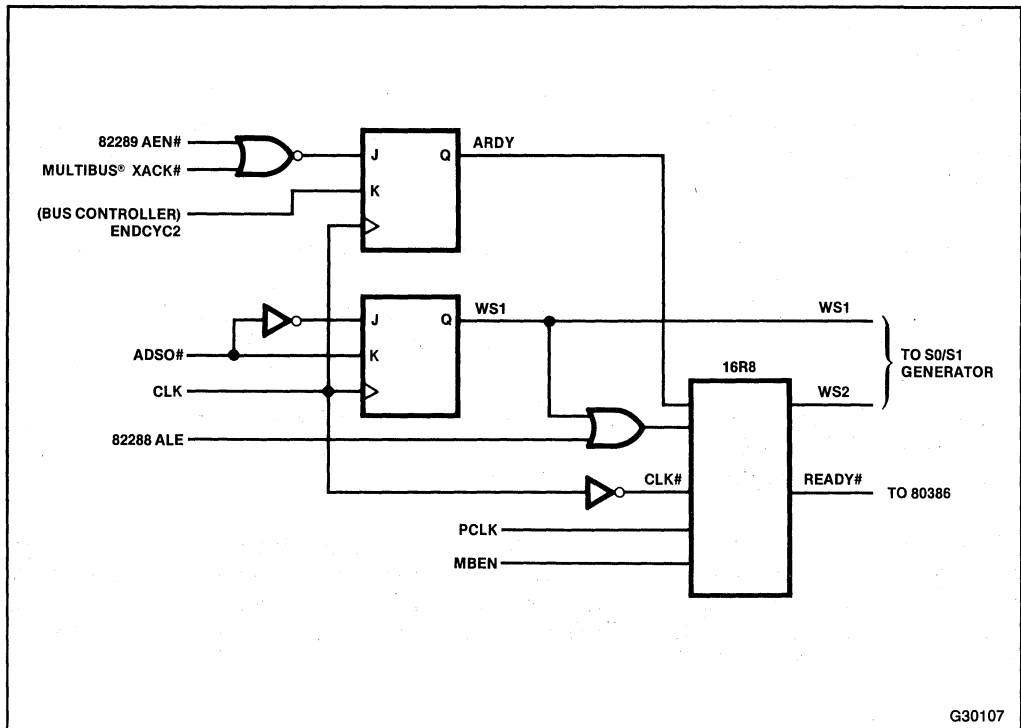 82289 AEN#
MULTIBUS® XACK#
(BUS CONTROLLER)
ENDCYC2
J
Q
K
ARDY
ADSO#
CLK
82288 ALE
J
Q
K
WS1
WS1
TO S0/S1
GENERATOR
16R8
WS2
CLK#
READY#
TO 80386
PCLK
MBEN
G30107